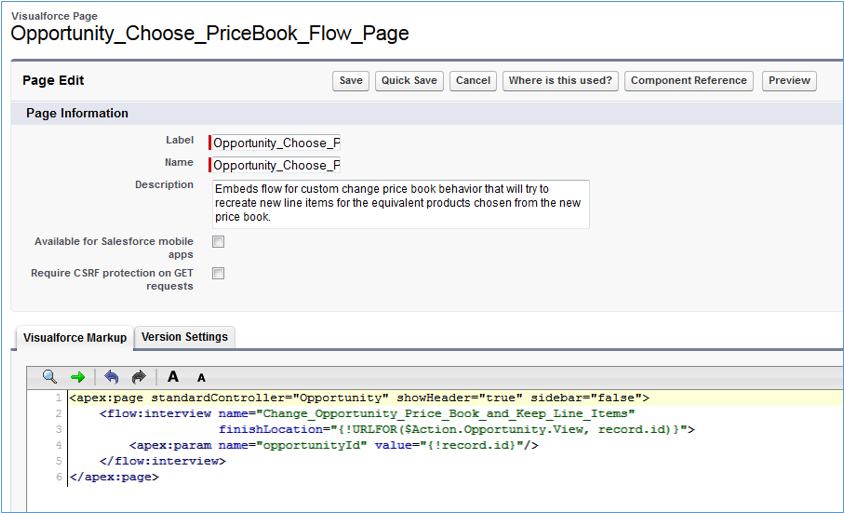 Visualforce Page
Opportunity_Choose_PriceBook_Flow_Page
Page Edit
Save Quick Save Cancel Where is this used? Component Reference Preview
Page Information
Label Opportunity_Choose_P
Name Opportunity_Choose_P
Description Embeds flow for custom change price book behavior that will try to
recreate new line items for the equivalent products chosen from the new
price book.
Available for Salesforce mobile
apps
Require CSRF protection on GET
requests
Visualforce Markup Version Settings
A A
1 <apex:page standardController="Opportunity" showHeader="true" sidebar="false">
2 <flow:interview name="Change_Opportunity_Price_Book_and_Keep_Line_Items"
3 finishLocation="{!URLFOR($Action.Opportunity.View, record.id)}">
4 <apex:param name="opportunityId" value="{!record.id}"/>
5 </flow:interview>
6 </apex:page>